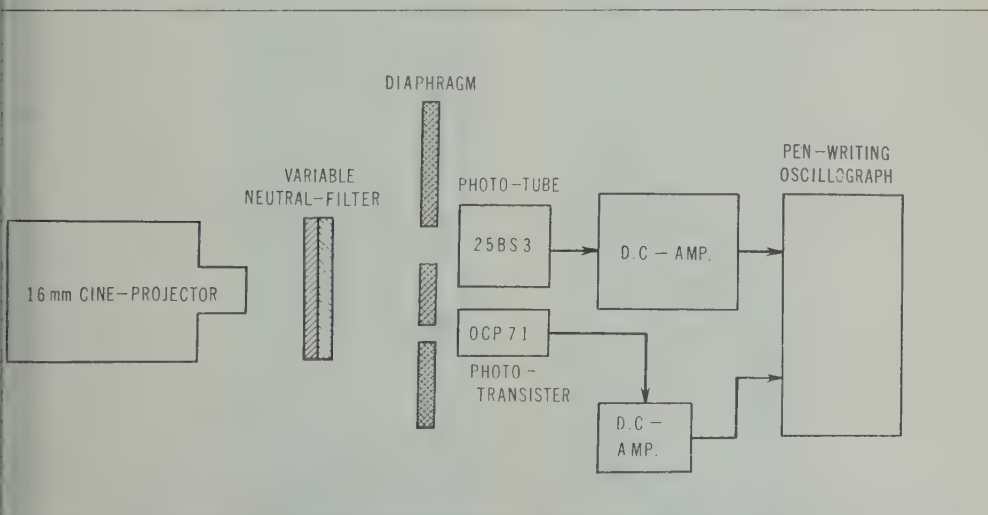 DIAPHRAGM
VARIABLE
NEUTRAL-FILTER
PHOTO-TUBE
PEN-WRITING
OSCILLOGRAPH
16mm CINE-PROJECTOR
25BS3
D.C-AMP.
OCP71
PHOTO-
TRANSISTER
D.C-
AMP.